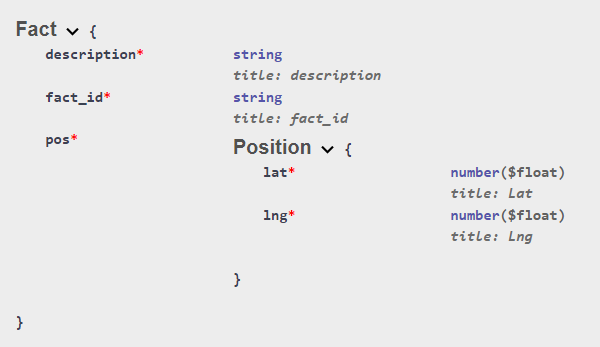 Fact {
description* string
title: description
fact_id* string
title: fact_id
pos* Position {
lat* number($float)
title: Lat
lng* number($float)
title: Lng
}
}